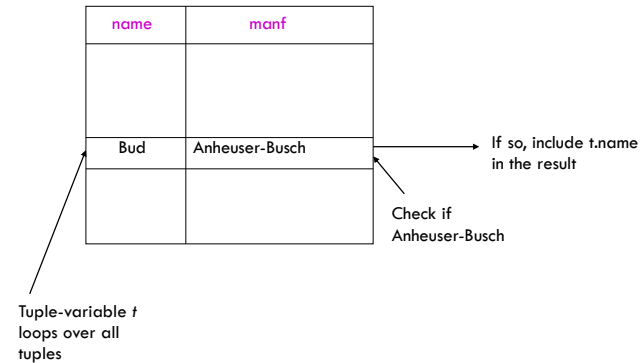 name manf
Bud Anheuser-Busch
If so, include t.name
in the result
Check if
Anheuser-Busch
Tuple-variable t
loops over all
tuples